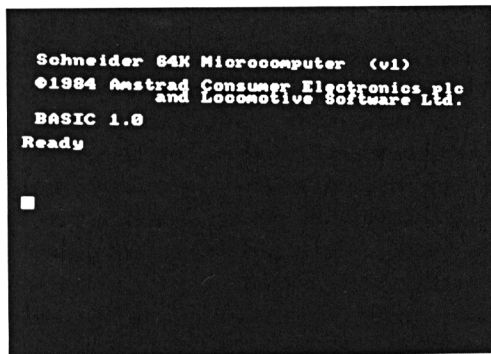 Schneider 64K Microcomputer (v1)
©1984 Amstrad Consumer Electronics plc
and Locomotive Software Ltd.
BASIC 1.0
Ready